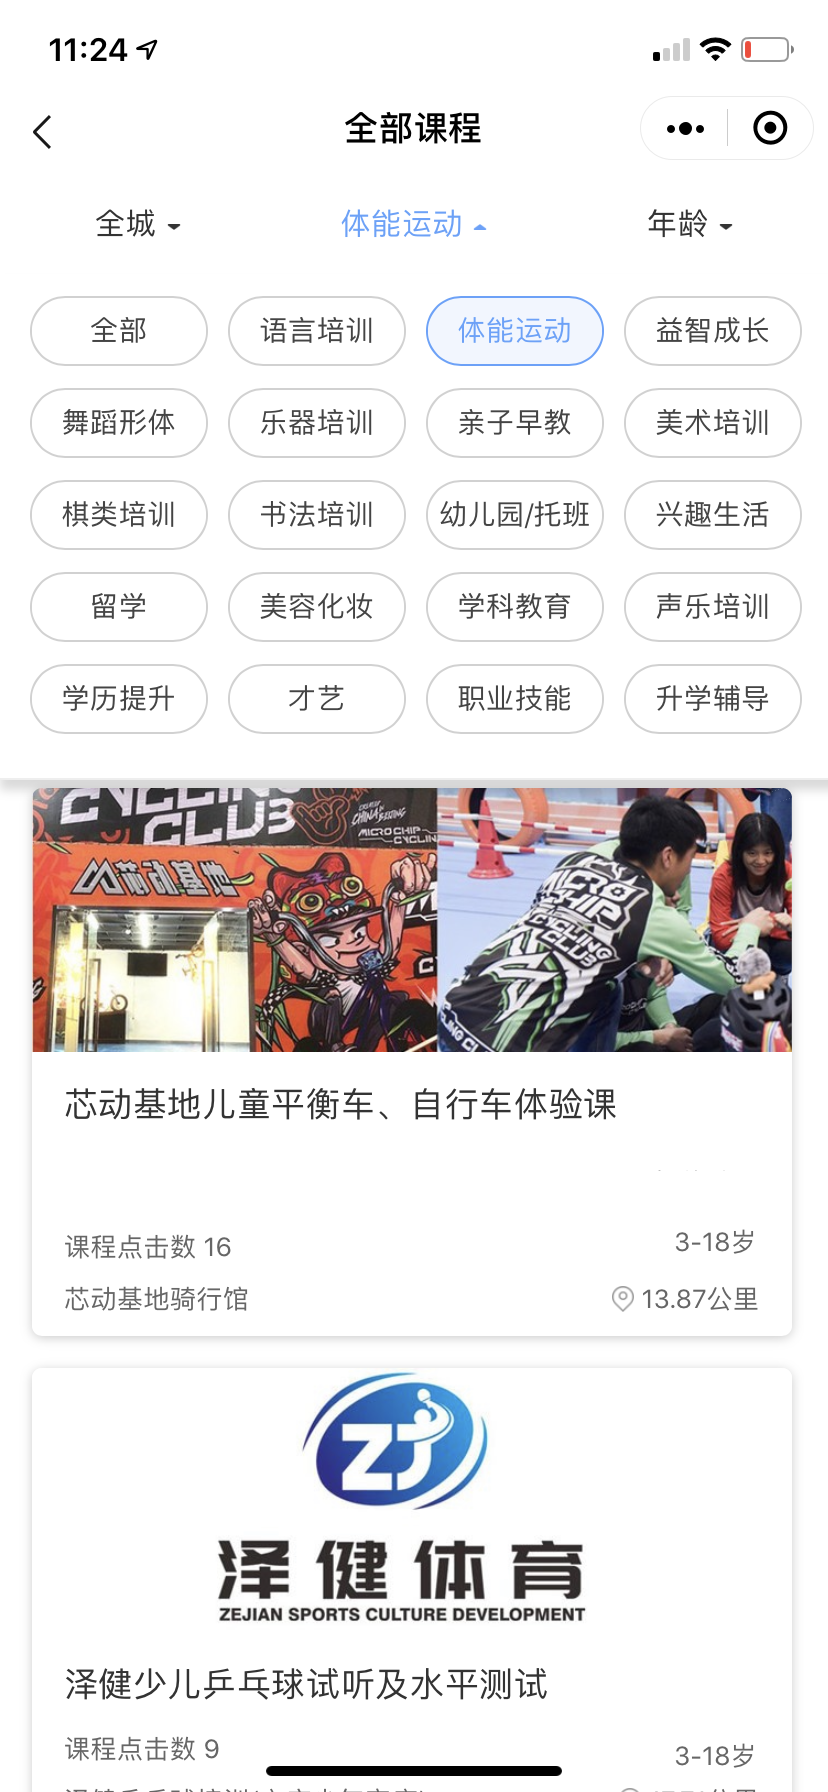 11:24
全部课程
全城 体能运动 年龄
全部 语言培训 体能运动 益智成长
舞蹈形体 乐器培训 亲子早教 美术培训
棋类培训 书法培训 幼儿园/托班 兴趣生活
留学 美容化妆 学科教育 声乐培训
学历提升 才艺 职业技能 升学辅导
CYCLING
CLUB
CHINA BEIJING
MICROCHIP
CYCLING
芯动基地
MICRO
CHIP
CYCLING
CLUB
芯动基地儿童平衡车、自行车体验课
课程点击数 16 3-18岁
芯动基地骑行馆 13.87公里
ZJ
泽健体育
ZEJIAN SPORTS CULTURE DEVELOPMENT
泽健少儿乒乓球试听及水平测试
课程点击数 9 3-18岁